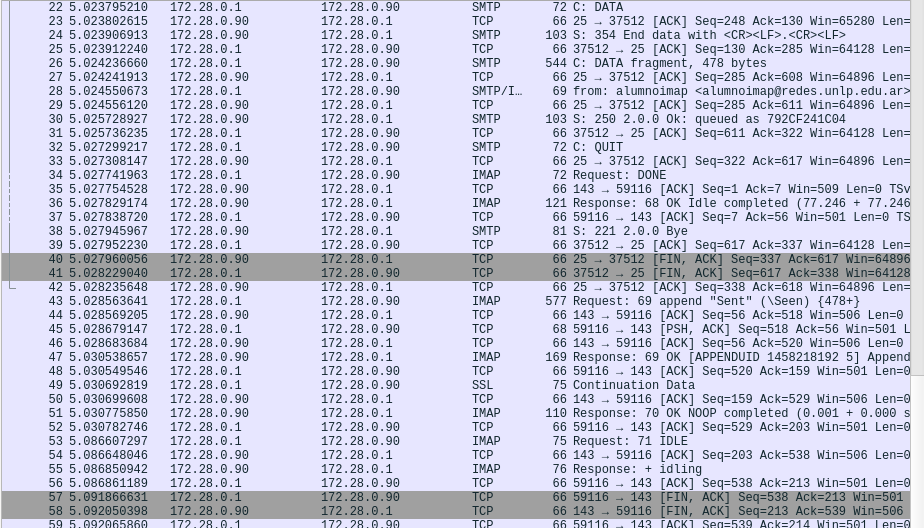 22 5.023795210 172.28.0.1 172.28.0.90 SMTP 72 C: DATA
23 5.023802615 172.28.0.90 172.28.0.1 TCP 66 25 → 37512 [ACK] Seq=248 Ack=130 Win=65280 Len=
24 5.023906913 172.28.0.90 172.28.0.1 SMTP 103 S: 354 End data with <CR><LF>.<CR><LF>
25 5.023912240 172.28.0.1 172.28.0.90 TCP 66 37512 → 25 [ACK] Seq=130 Ack=285 Win=64128 Len=
26 5.024236660 172.28.0.1 172.28.0.90 SMTP 544 C: DATA fragment, 478 bytes
27 5.024241913 172.28.0.90 172.28.0.1 TCP 66 25 → 37512 [ACK] Seq=285 Ack=608 Win=64896 Len=
28 5.024550673 172.28.0.1 172.28.0.90 SMTP/I… 69 from: alumnoimap <alumnoimap@redes.unlp.edu.ar>
29 5.024556120 172.28.0.90 172.28.0.1 TCP 66 25 → 37512 [ACK] Seq=285 Ack=611 Win=64896 Len=
30 5.025728927 172.28.0.90 172.28.0.1 SMTP 103 S: 250 2.0.0 Ok: queued as 792CF241C04
31 5.025736235 172.28.0.1 172.28.0.90 TCP 66 37512 → 25 [ACK] Seq=611 Ack=322 Win=64128 Len=
32 5.027299217 172.28.0.1 172.28.0.90 SMTP 72 C: QUIT
33 5.027308147 172.28.0.90 172.28.0.1 TCP 66 25 → 37512 [ACK] Seq=322 Ack=617 Win=64896 Len=
34 5.027741963 172.28.0.1 172.28.0.90 IMAP 72 Request: DONE
35 5.027754528 172.28.0.90 172.28.0.1 TCP 66 143 → 59116 [ACK] Seq=1 Ack=7 Win=509 Len=0 TSv
36 5.027829174 172.28.0.90 172.28.0.1 IMAP 121 Response: 68 OK Idle completed (77.246 + 77.246
37 5.027838720 172.28.0.1 172.28.0.90 TCP 66 59116 → 143 [ACK] Seq=7 Ack=56 Win=501 Len=0 TS
38 5.027945967 172.28.0.90 172.28.0.1 SMTP 81 S: 221 2.0.0 Bye
39 5.027952230 172.28.0.1 172.28.0.90 TCP 66 37512 → 25 [ACK] Seq=617 Ack=337 Win=64128 Len=
40 5.027960056 172.28.0.90 172.28.0.1 TCP 66 25 → 37512 [FIN, ACK] Seq=337 Ack=617 Win=64896
41 5.028229040 172.28.0.1 172.28.0.90 TCP 66 37512 → 25 [FIN, ACK] Seq=617 Ack=338 Win=64128
42 5.028235648 172.28.0.90 172.28.0.1 TCP 66 25 → 37512 [ACK] Seq=338 Ack=618 Win=64896 Len=
43 5.028563641 172.28.0.1 172.28.0.90 IMAP 577 Request: 69 append "Sent" (\Seen) {478+}
44 5.028569205 172.28.0.90 172.28.0.1 TCP 66 143 → 59116 [ACK] Seq=56 Ack=518 Win=506 Len=0
45 5.028679147 172.28.0.1 172.28.0.90 TCP 68 59116 → 143 [PSH, ACK] Seq=518 Ack=56 Win=501 L
46 5.028683684 172.28.0.90 172.28.0.1 TCP 66 143 → 59116 [ACK] Seq=56 Ack=520 Win=506 Len=0
47 5.030538657 172.28.0.90 172.28.0.1 IMAP 169 Response: 69 OK [APPENDUID 1458218192 5] Append
48 5.030549546 172.28.0.1 172.28.0.90 TCP 66 59116 → 143 [ACK] Seq=520 Ack=159 Win=501 Len=0
49 5.030692819 172.28.0.1 172.28.0.90 SSL 75 Continuation Data
50 5.030699608 172.28.0.90 172.28.0.1 TCP 66 143 → 59116 [ACK] Seq=159 Ack=529 Win=506 Len=0
51 5.030775850 172.28.0.90 172.28.0.1 IMAP 110 Response: 70 OK NOOP completed (0.001 + 0.000 s
52 5.030782746 172.28.0.1 172.28.0.90 TCP 66 59116 → 143 [ACK] Seq=529 Ack=203 Win=501 Len=0
53 5.086607297 172.28.0.1 172.28.0.90 IMAP 75 Request: 71 IDLE
54 5.086648046 172.28.0.90 172.28.0.1 TCP 66 143 → 59116 [ACK] Seq=203 Ack=538 Win=506 Len=0
55 5.086850942 172.28.0.90 172.28.0.1 IMAP 76 Response: + idling
56 5.086861189 172.28.0.1 172.28.0.90 TCP 66 59116 → 143 [ACK] Seq=538 Ack=213 Win=501 Len=0
57 5.091866631 172.28.0.1 172.28.0.90 TCP 66 59116 → 143 [FIN, ACK] Seq=538 Ack=213 Win=501
58 5.092050398 172.28.0.90 172.28.0.1 TCP 66 143 → 59116 [FIN, ACK] Seq=213 Ack=539 Win=506
59 5.092065860 172.28.0.1 172.28.0.90 TCP 66 59116 → 143 [ACK] Seq=539 Ack=214 Win=501 Len=0